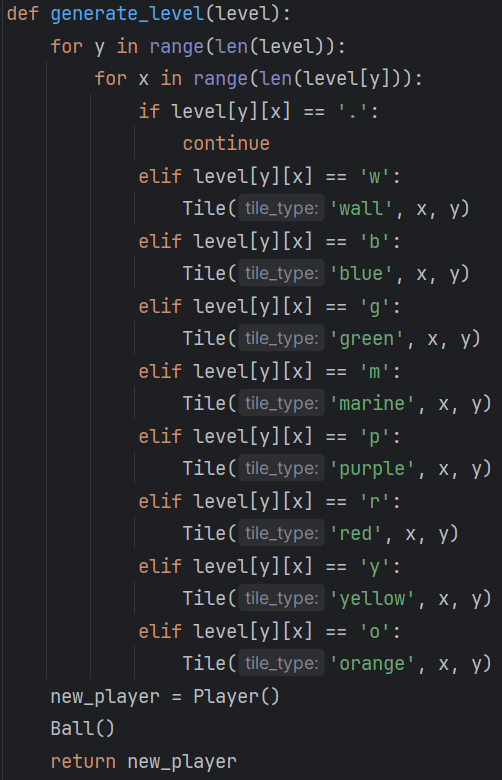 def generate_level(level):
    for y in range(len(level)):
        for x in range(len(level[y])):
            if level[y][x] == '.':
                continue
            elif level[y][x] == 'w':
                Tile(tile_type: 'wall', x, y)
            elif level[y][x] == 'b':
                Tile(tile_type: 'blue', x, y)
            elif level[y][x] == 'g':
                Tile(tile_type: 'green', x, y)
            elif level[y][x] == 'm':
                Tile(tile_type: 'marine', x, y)
            elif level[y][x] == 'p':
                Tile(tile_type: 'purple', x, y)
            elif level[y][x] == 'r':
                Tile(tile_type: 'red', x, y)
            elif level[y][x] == 'y':
                Tile(tile_type: 'yellow', x, y)
            elif level[y][x] == 'o':
                Tile(tile_type: 'orange', x, y)
    new_player = Player()
    Ball()
    return new_player